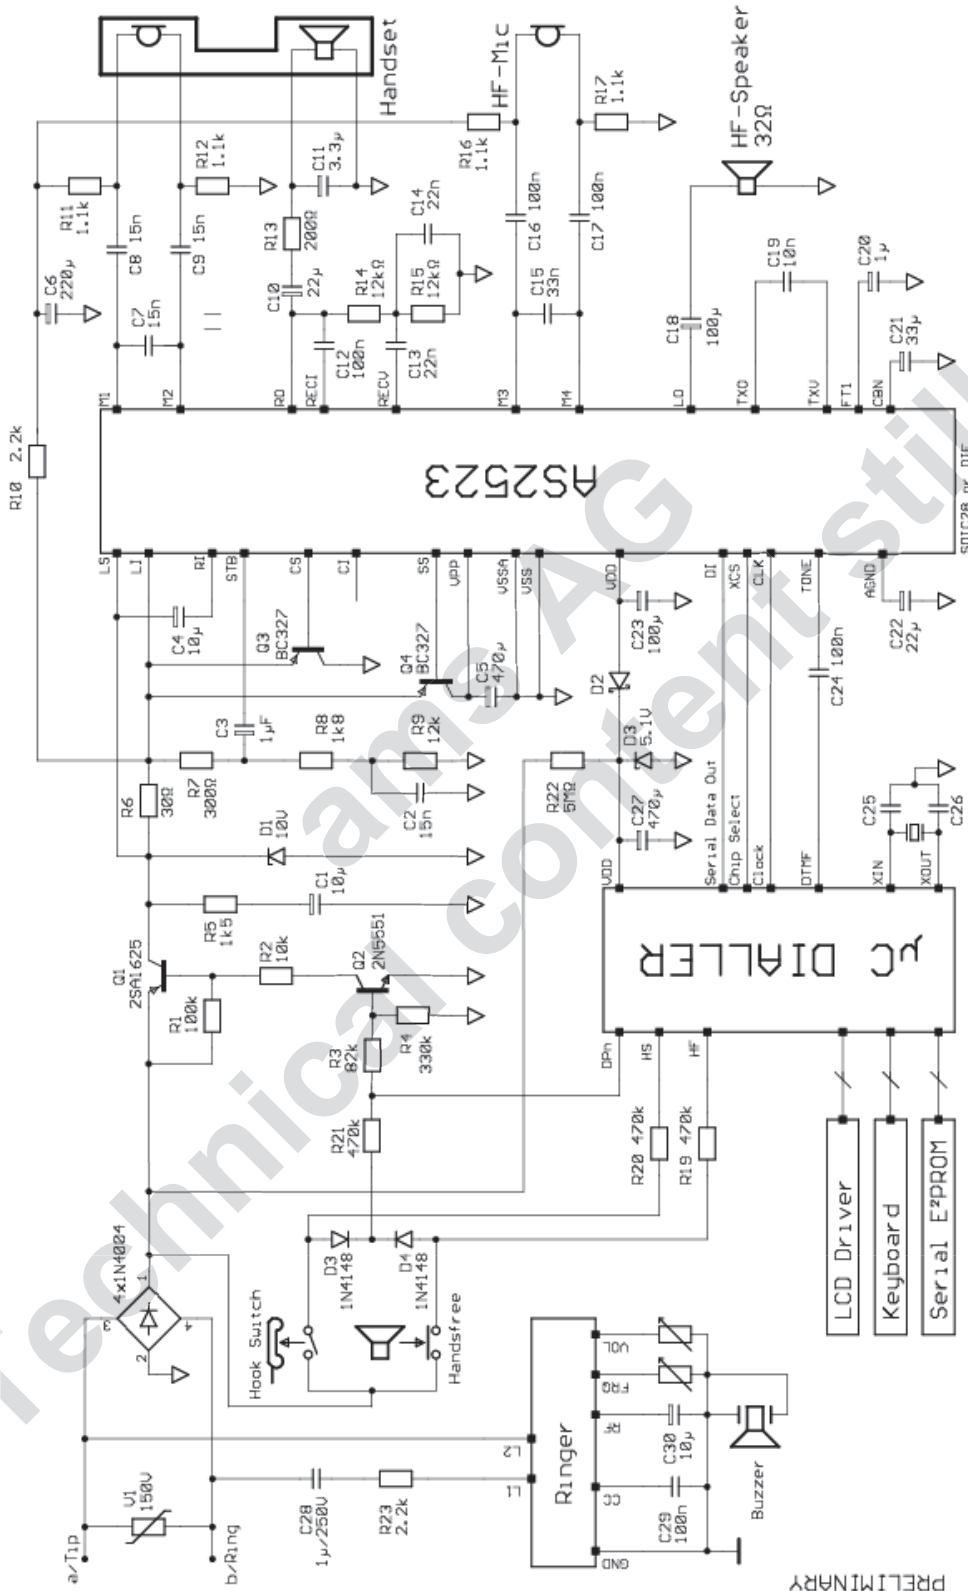 Handset
R11
1.1k
R12
1.1k
C11
3.3µ
R16
1.1k
HF-Mic
R17
1.1k
HF-Speaker
32Ω
C6
220µ
C8 15n
C9 15n
C7
15n
R13
200Ω
C10
22µ
R14
12kΩ
R15
12kΩ
C14
22n
C12
100n
C13
22n
C16 100n
C17 100n
C15
33n
C18
100µ
C19
10n
C20
1µ
C21
33µ
R10 2.2k
M1
M2
RO
RECI
RECV
M3
M4
LO
TXO
TXV
FT1
CBN
AS2523
LS
LI
RI
STB
CS
CI
SS
VPP
VSSA
VSS
VDD
DI
XCS
CLK
TONE
AGND
C4
10µ
Q3
BC327
Q4
BC327
C5
470µ
C23
100µ
D2
C24 100n
C22
22µ
R6
30Ω
R7
300Ω
C3
1µF
R8
1k8
R9
12k
C2
15n
R22
5MΩ
D3
5.1V
C27
470µ
D1
10V
C1
10µ
R5
1k5
Serial Data Out
Chip Select
Clock
DTMF
VDD
XIN
XOUT
C25
C26
µC DIALLER
Q1
2SA1625
R1
100k
R2
10k
Q2
2N5551
R3
82k
R4
330k
R21
470k
DPn
HS
HF
R20 470k
R19 470k
LCD Driver
Keyboard
Serial E²PROM
4x1N4004
1
2
3
4
D3
1N4148
D4
1N4148
Hook Switch
Handsfree
V1
150V
a/Tip
b/Ring
C28
1µ/250V
R23
2.2k
L2
L1
Ringer
VOL
FRQ
RF
CC
GND
C30
10µ
C29
100n
Buzzer
PRELIMINARY
ams AG
Technical content still